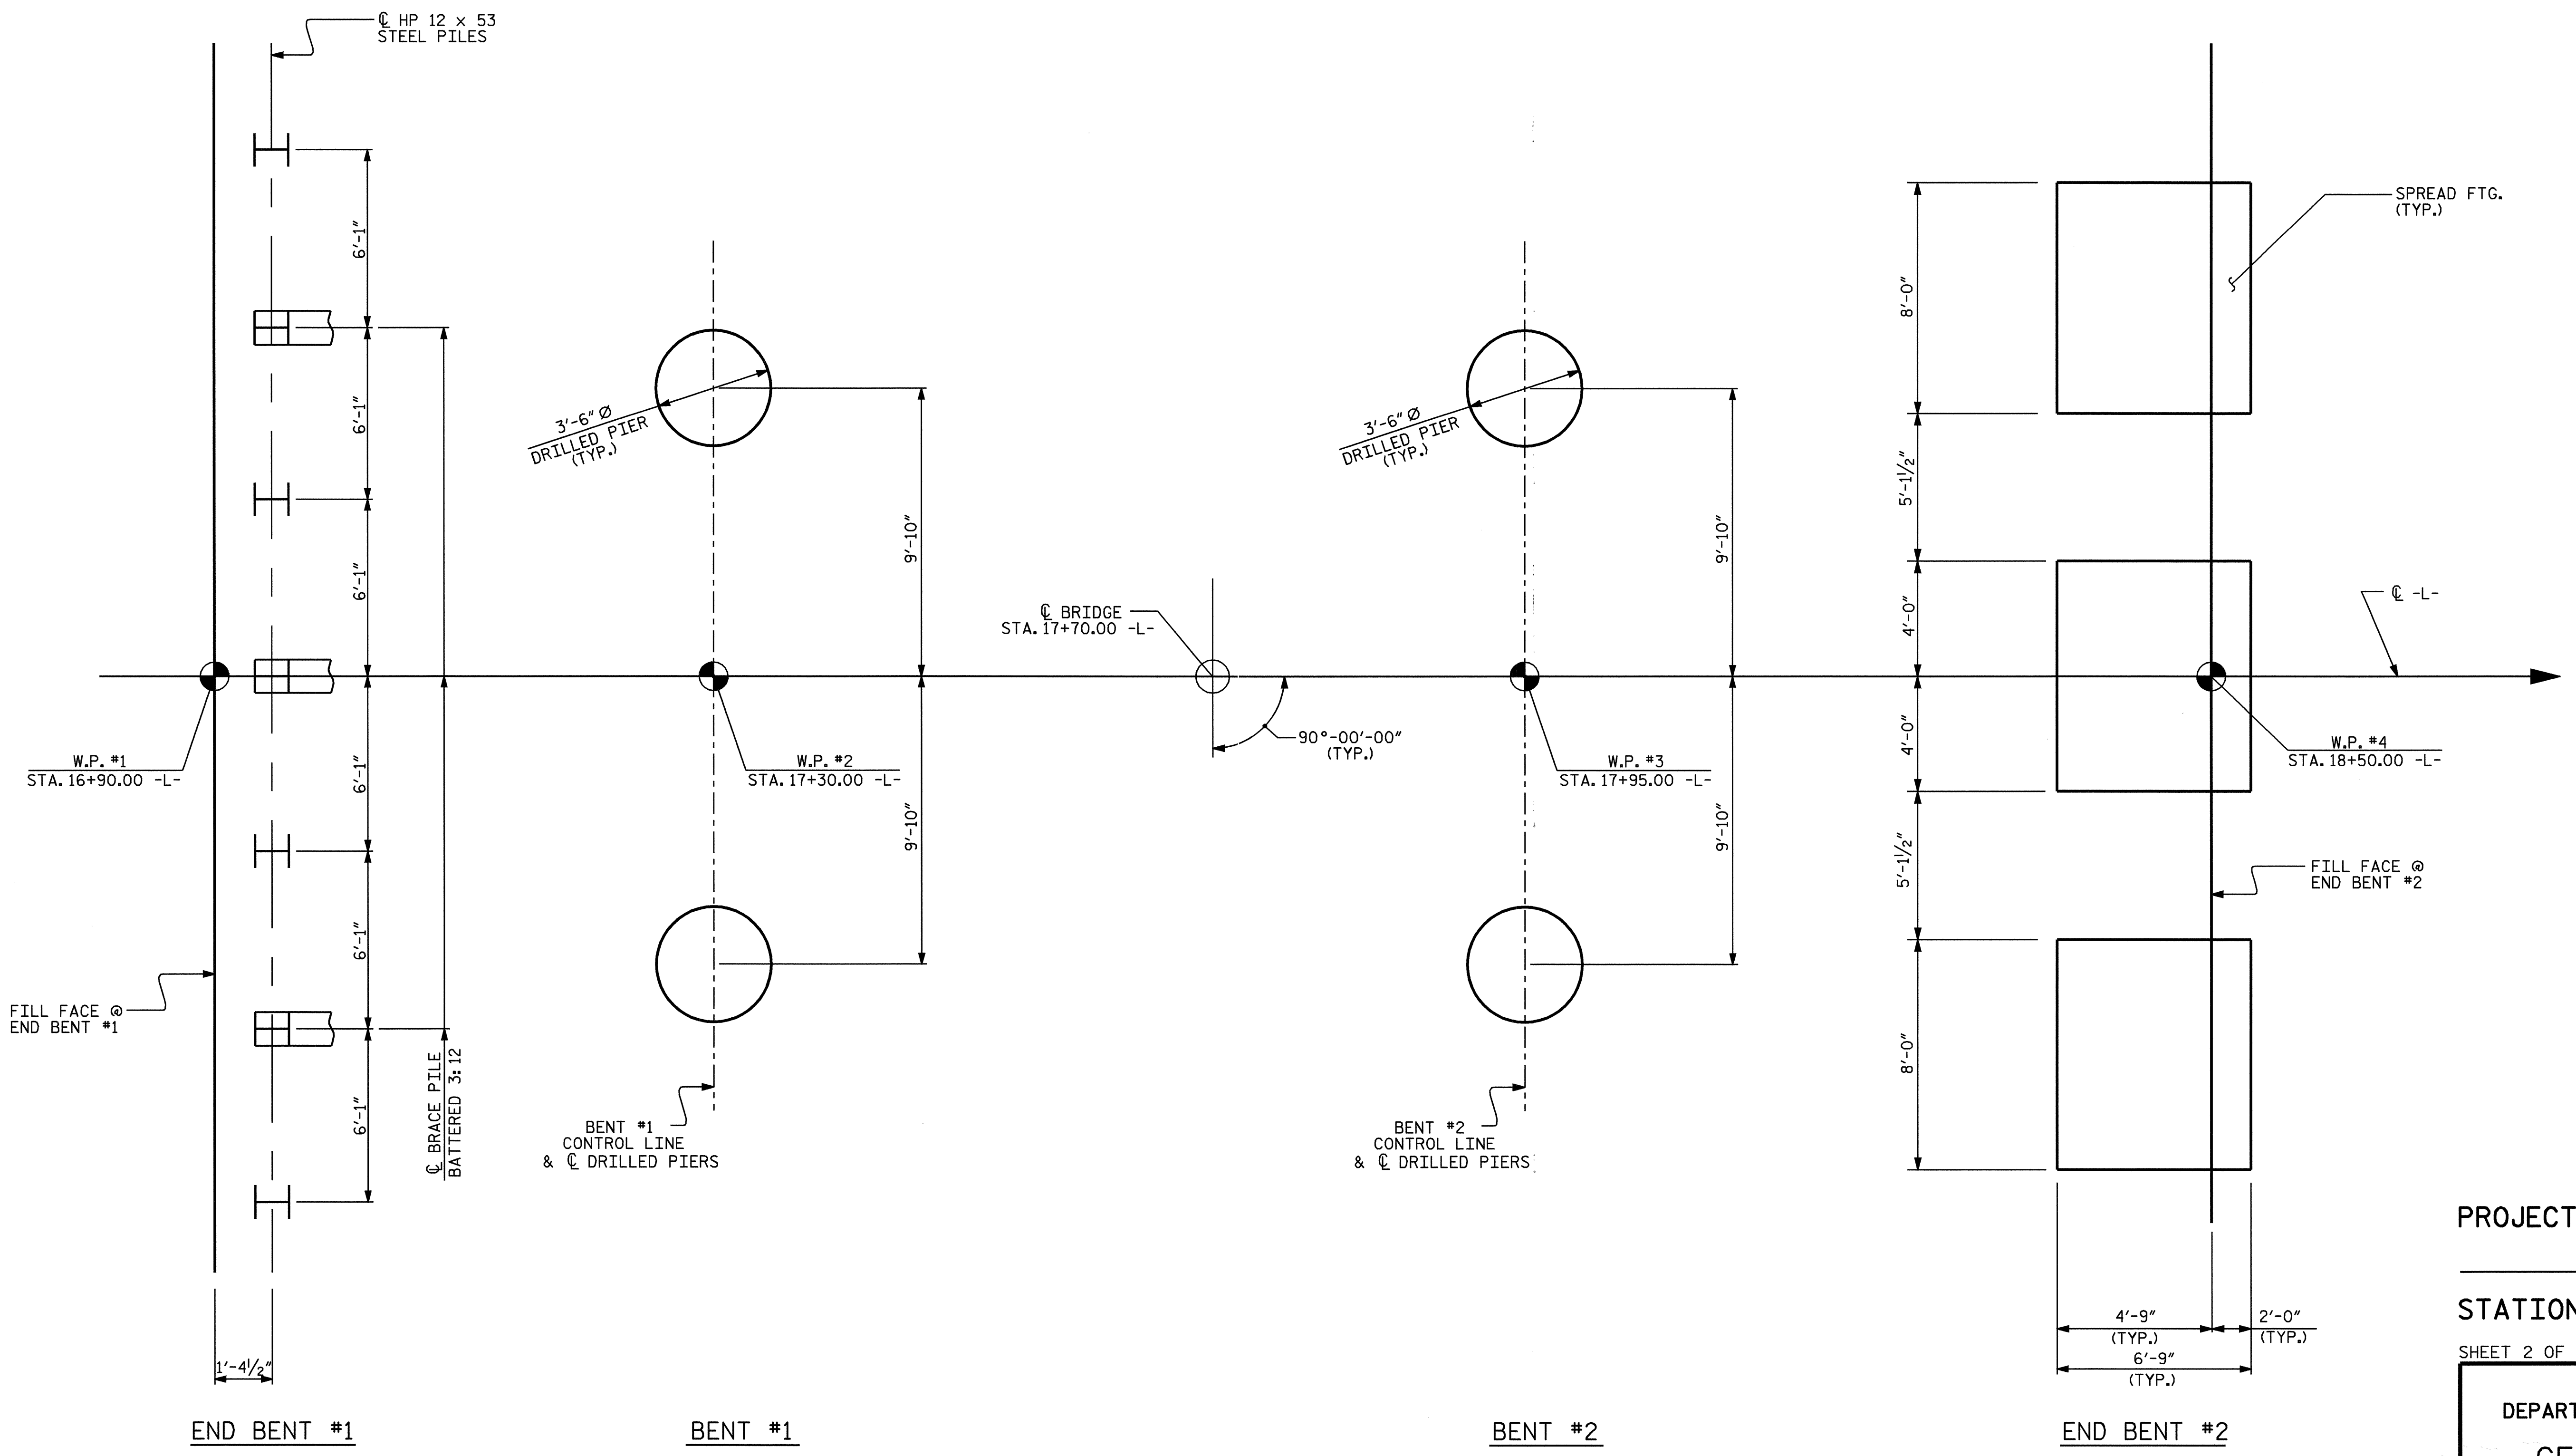 ℄ HP 12 x 53
STEEL PILES
6'-1"
6'-1"
6'-1"
6'-1"
6'-1"
6'-1"
℄ BRACE PILE
BATTERED 3:12
W.P. #1
STA. 16+90.00 -L-
FILL FACE @
END BENT #1
1'-4 1/2"
END BENT #1
3'-6" Ø
DRILLED PIER
(TYP.)
9'-10"
9'-10"
W.P. #2
STA. 17+30.00 -L-
BENT #1
CONTROL LINE
& ℄ DRILLED PIERS
BENT #1
℄ BRIDGE
STA. 17+70.00 -L-
90°-00'-00"
(TYP.)
3'-6" Ø
DRILLED PIER
(TYP.)
9'-10"
9'-10"
W.P. #3
STA. 17+95.00 -L-
BENT #2
CONTROL LINE
& ℄ DRILLED PIERS
BENT #2
8'-0"
5'-1 1/2"
4'-0"
4'-0"
5'-1 1/2"
8'-0"
SPREAD FTG.
(TYP.)
℄ -L-
W.P. #4
STA. 18+50.00 -L-
FILL FACE @
END BENT #2
4'-9"
(TYP.)
2'-0"
(TYP.)
6'-9"
(TYP.)
END BENT #2
PROJECT
STATION
SHEET 2 OF
DEPART